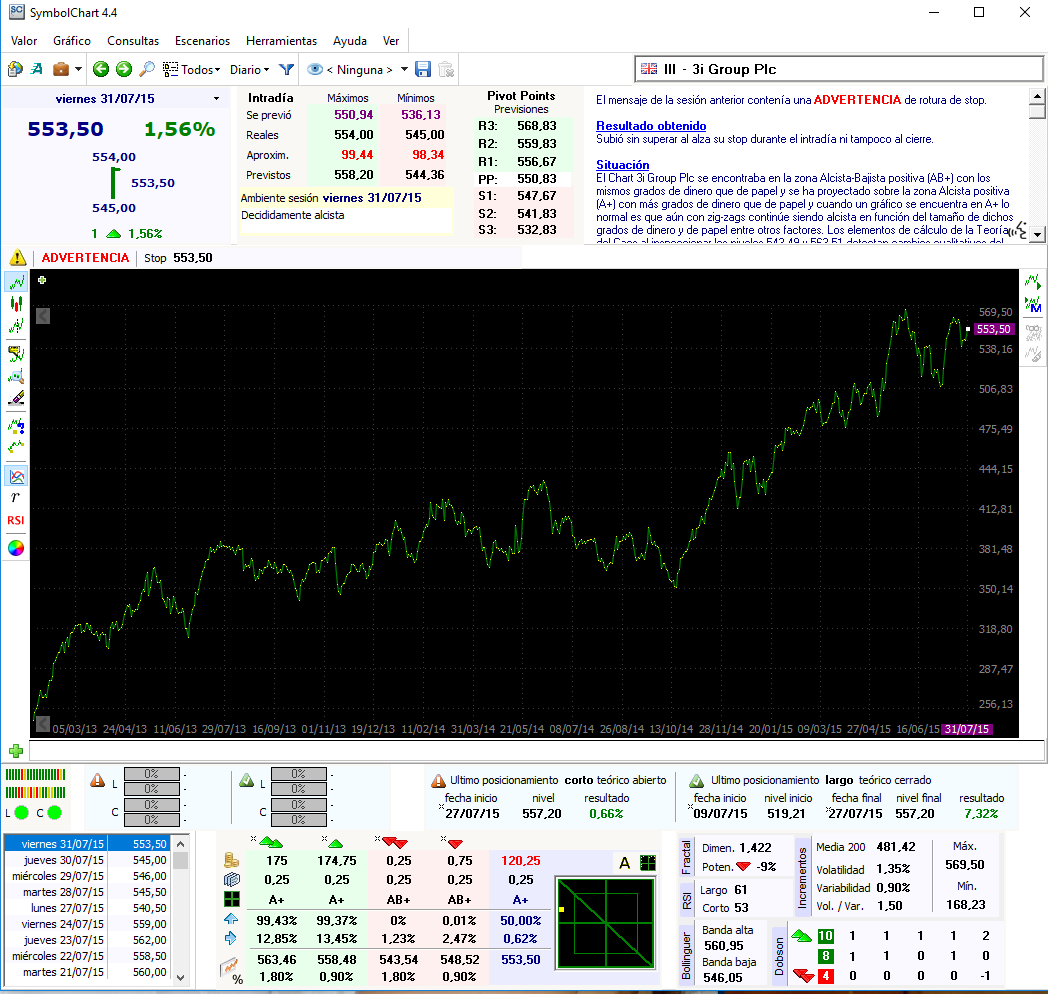 SC SymbolChart 4.4
Valor Gráfico Consultas Escenarios Herramientas Ayuda Ver
Todos Diario < Ninguna > III - 3i Group Plc
viernes 31/07/15
553,50 1,56%
554,00
553,50
545,00
1 1,56%
Intradía Máximos Mínimos
Se previó 550,94 536,13
Reales 554,00 545,00
Aproxim. 99,44 98,34
Previstos 558,20 544,36
Ambiente sesión viernes 31/07/15
Decididamente alcista
Pivot Points
Previsiones
R3: 568,83
R2: 559,83
R1: 556,67
PP: 550,83
S1: 547,67
S2: 541,83
S3: 532,83
El mensaje de la sesión anterior contenía una ADVERTENCIA de rotura de stop.
Resultado obtenido
Subió sin superar al alza su stop durante el intradía ni tampoco al cierre.
Situación
El Chart 3i Group Plc se encontraba en la zona Alcista-Bajista positiva (AB+) con los
mismos grados de dinero que de papel y se ha proyectado sobre la zona Alcista positiva
(A+) con más grados de dinero que de papel y cuando un gráfico se encuentra en A+ lo
normal es que aún con zig-zags continúe siendo alcista en función del tamaño de dichos
grados de dinero y de papel entre otros factores. Los elementos de cálculo de la Teoría
del Caos al inspeccionar los niveles 543,49 y 563,51 detectan cambios cualitativos del
ADVERTENCIA Stop 553,50
569,50
553,50
538,16
506,83
475,49
444,15
412,81
381,48
350,14
318,80
287,47
256,13
05/03/13 24/04/13 11/06/13 29/07/13 16/09/13 01/11/13 19/12/13 11/02/14 31/03/14 21/05/14 08/07/14 26/08/14 13/10/14 28/11/14 20/01/15 09/03/15 27/04/15 16/06/15 31/07/15
r
RSI
M
L 0% -
0% -
C 0% -
0% -
L 0% -
0% -
C 0% -
0% -
L C
Ultimo posicionamiento corto teórico abierto
fecha inicio nivel resultado
27/07/15 557,20 0,66%
Ultimo posicionamiento largo teórico cerrado
fecha inicio nivel inicio fecha final nivel final resultado
09/07/15 519,21 27/07/15 557,20 7,32%
viernes 31/07/15 553,50
jueves 30/07/15 545,00
miércoles 29/07/15 546,00
martes 28/07/15 545,50
lunes 27/07/15 540,50
viernes 24/07/15 559,00
jueves 23/07/15 562,00
miércoles 22/07/15 558,50
martes 21/07/15 560,00
175 174,75 0,25 0,75 120,25
0,25 0,25 0,25 0,25 0,25
A+ A+ AB+ AB+ A+
99,43% 99,37% 0% 0,01% 50,00%
12,85% 13,45% 1,23% 2,47% 0,62%
563,46 558,48 543,54 548,52 553,50
% 1,80% 0,90% 1,80% 0,90%
A
Fractal
Dimen. 1,422
Poten. -9%
RSI
Largo 61
Corto 53
Incrementos
Media 200 481,42
Volatilidad 1,35%
Variabilidad 0,90%
Vol. / Var. 1,50
Máx.
569,50
Mín.
168,23
Bolinguer
Banda alta
560,95
Banda baja
546,05
Dobson
10 1 1 1 1 2
8 1 1 0 1 0
4 0 0 0 0 -1